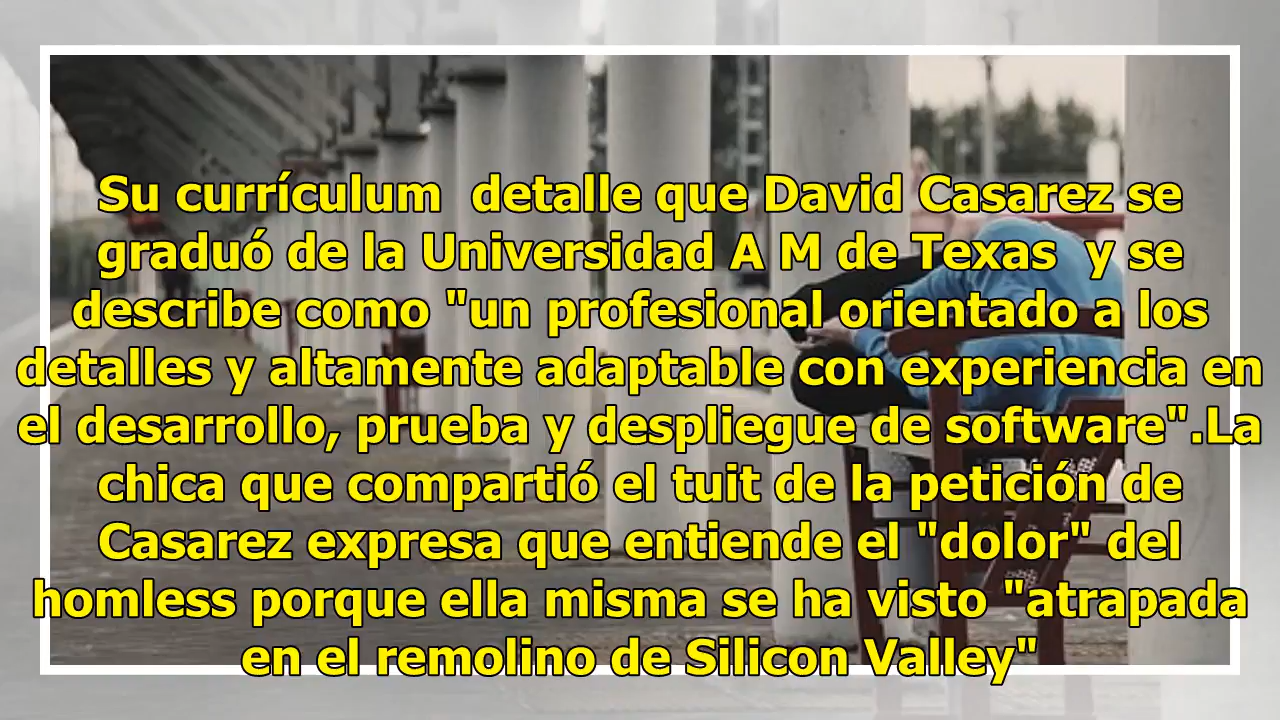 Su currículum  detalle que David Casarez se
graduó de la Universidad A M de Texas  y se
describe como "un profesional orientado a los
detalles y altamente adaptable con experiencia en
el desarrollo, prueba y despliegue de software".La
chica que compartió el tuit de la petición de
Casarez expresa que entiende el "dolor" del
homless porque ella misma se ha visto "atrapada
en el remolino de Silicon Valley"